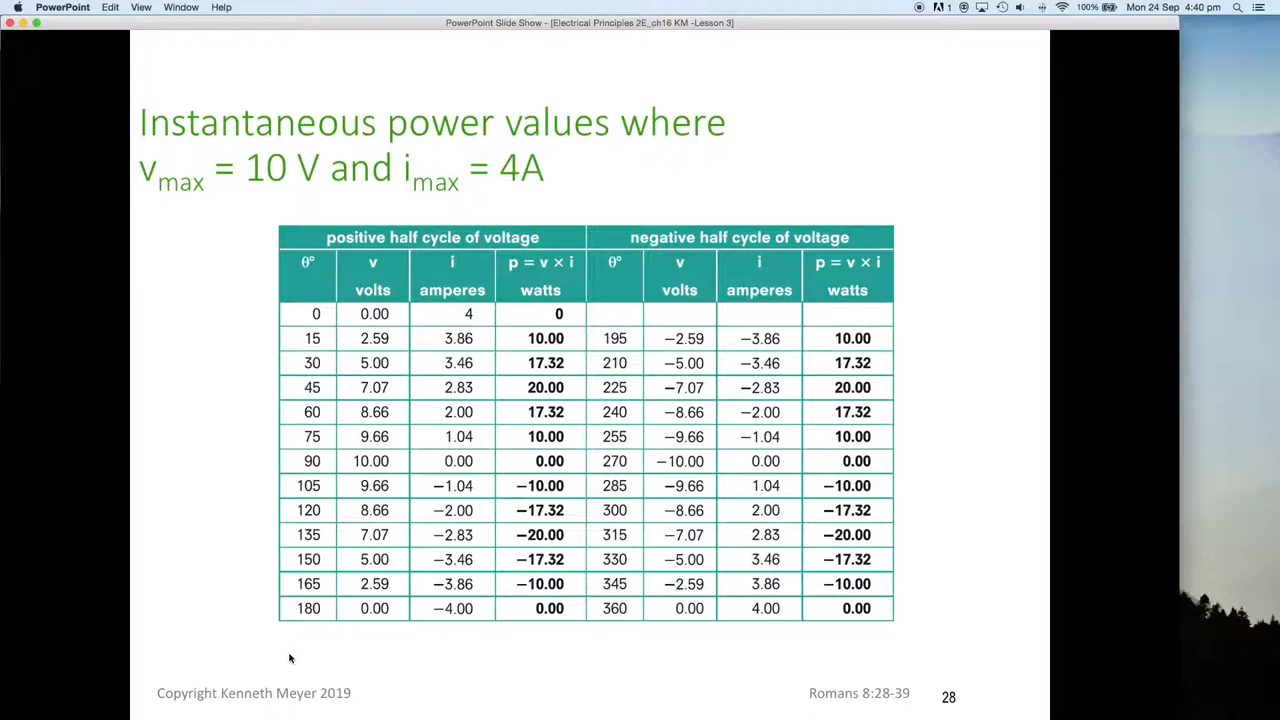 PowerPoint Edit View Window Help 1 100% Mon 24 Sep 4:40 pm
PowerPoint Slide Show - [Electrical Principles 2E_ch16 KM -Lesson 3]
Instantaneous power values where
vmax = 10 V and imax = 4A
positive half cycle of voltage negative half cycle of voltage
θ° v i p = v × i θ° v i p = v × i
volts amperes watts volts amperes watts
0 0.00 4 0
15 2.59 3.86 10.00 195 −2.59 −3.86 10.00
30 5.00 3.46 17.32 210 −5.00 −3.46 17.32
45 7.07 2.83 20.00 225 −7.07 −2.83 20.00
60 8.66 2.00 17.32 240 −8.66 −2.00 17.32
75 9.66 1.04 10.00 255 −9.66 −1.04 10.00
90 10.00 0.00 0.00 270 −10.00 0.00 0.00
105 9.66 −1.04 −10.00 285 −9.66 1.04 −10.00
120 8.66 −2.00 −17.32 300 −8.66 2.00 −17.32
135 7.07 −2.83 −20.00 315 −7.07 2.83 −20.00
150 5.00 −3.46 −17.32 330 −5.00 3.46 −17.32
165 2.59 −3.86 −10.00 345 −2.59 3.86 −10.00
180 0.00 −4.00 0.00 360 0.00 4.00 0.00
Copyright Kenneth Meyer 2019 Romans 8:28-39 28